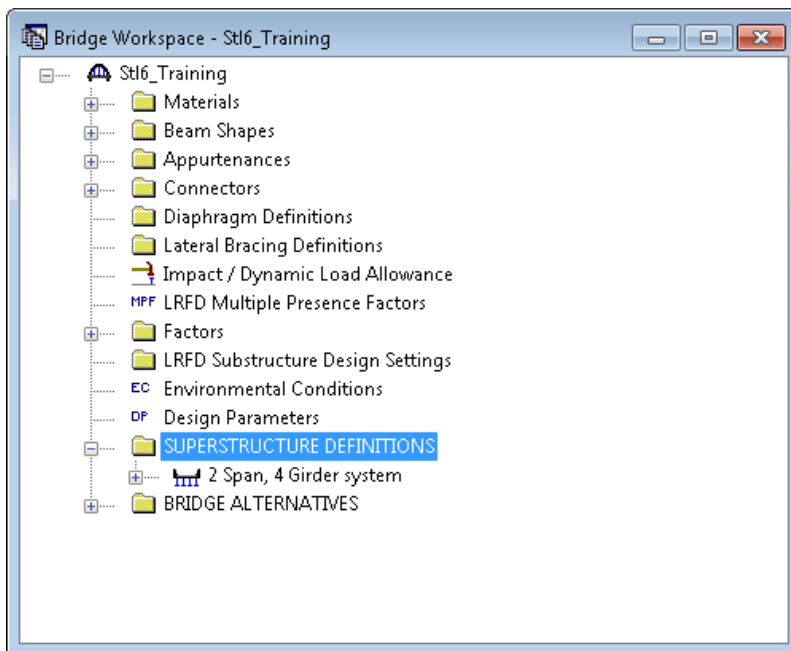 Bridge Workspace - Stl6_Training
Stl6_Training
Materials
Beam Shapes
Appurtenances
Connectors
Diaphragm Definitions
Lateral Bracing Definitions
Impact / Dynamic Load Allowance
MPF LRFD Multiple Presence Factors
Factors
LRFD Substructure Design Settings
EC Environmental Conditions
DP Design Parameters
SUPERSTRUCTURE DEFINITIONS
2 Span, 4 Girder system
BRIDGE ALTERNATIVES